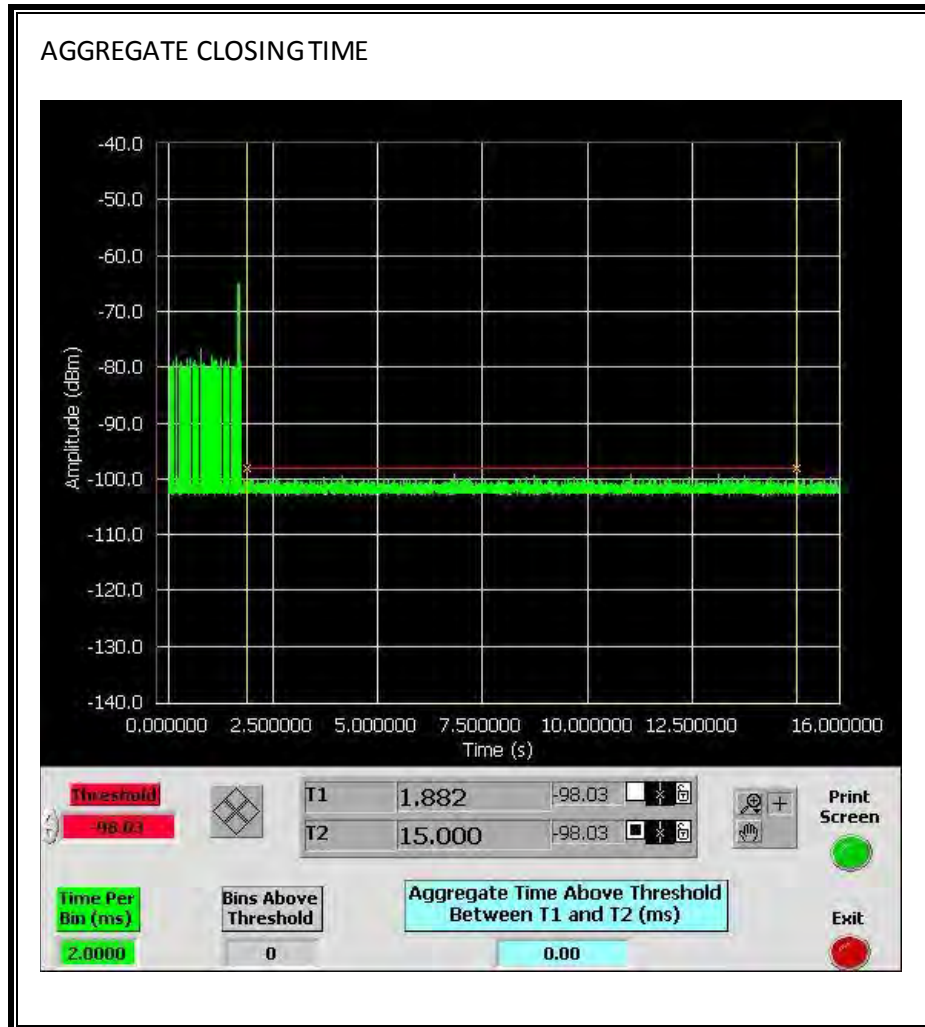 AGGREGATE CLOSING TIME
-40.0
-50.0
-60.0
-70.0
-80.0
-90.0
-100.0
-110.0
-120.0
-130.0
-140.0
Amplitude (dBm)
0.000000 2.500000 5.000000 7.500000 10.000000 12.500000 16.000000
Time (s)
Threshold
-98.03
T1 1.882 -98.03
T2 15.000 -98.03
Print
Screen
Time Per
Bin (ms)
2.0000
Bins Above
Threshold
0
Aggregate Time Above Threshold
Between T1 and T2 (ms)
0.00
Exit